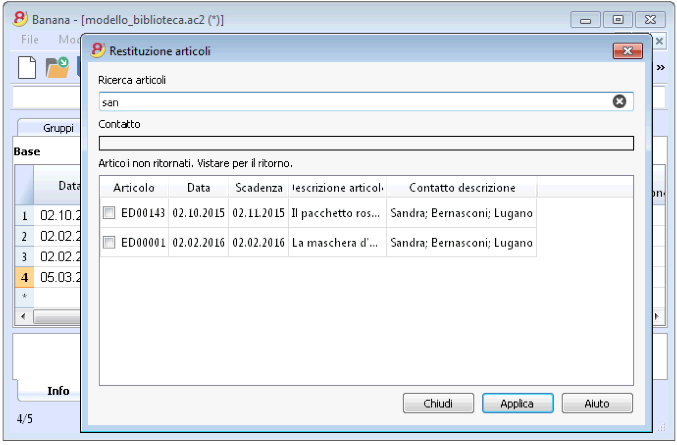 Banana - [modello_biblioteca.ac2 (*)]
File Mo
Restituzione articoli
Ricerca articoli
»
san
Contatto
Gruppi
Base
Articoli non ritornati. Vistare per il ritorno.
Data
Articolo Data Scadenza Descrizione articol Contatto descrizione
1 02.10.2
ED00143 02.10.2015 02.11.2015 Il pacchetto ros... Sandra; Bernasconi; Lugano
2 02.02.2
ED00001 02.02.2016 02.02.2016 La maschera d'... Sandra; Bernasconi; Lugano
3 02.02.2
4 05.03.2
*
Info
Chiudi Applica Aiuto
4/5